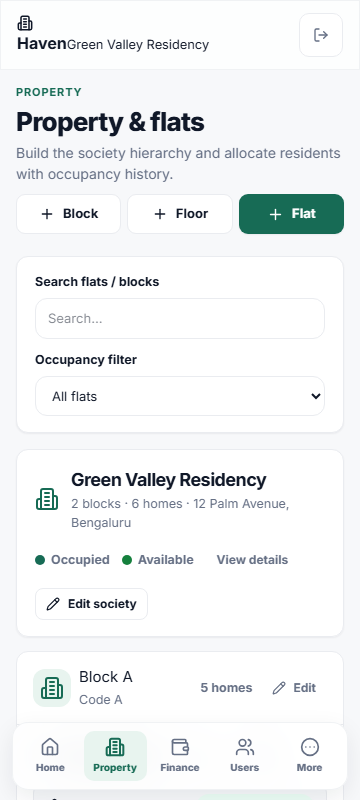 HavenGreen Valley Residency
PROPERTY
Property & flats
Build the society hierarchy and allocate residents
with occupancy history.
+ Block
+ Floor
+ Flat
Search flats / blocks
Search...
Occupancy filter
All flats
Green Valley Residency
2 blocks · 6 homes · 12 Palm Avenue,
Bengaluru
Occupied
Available
View details
Edit society
Block A
Code A
5 homes
Edit
Home
Property
Finance
Users
More